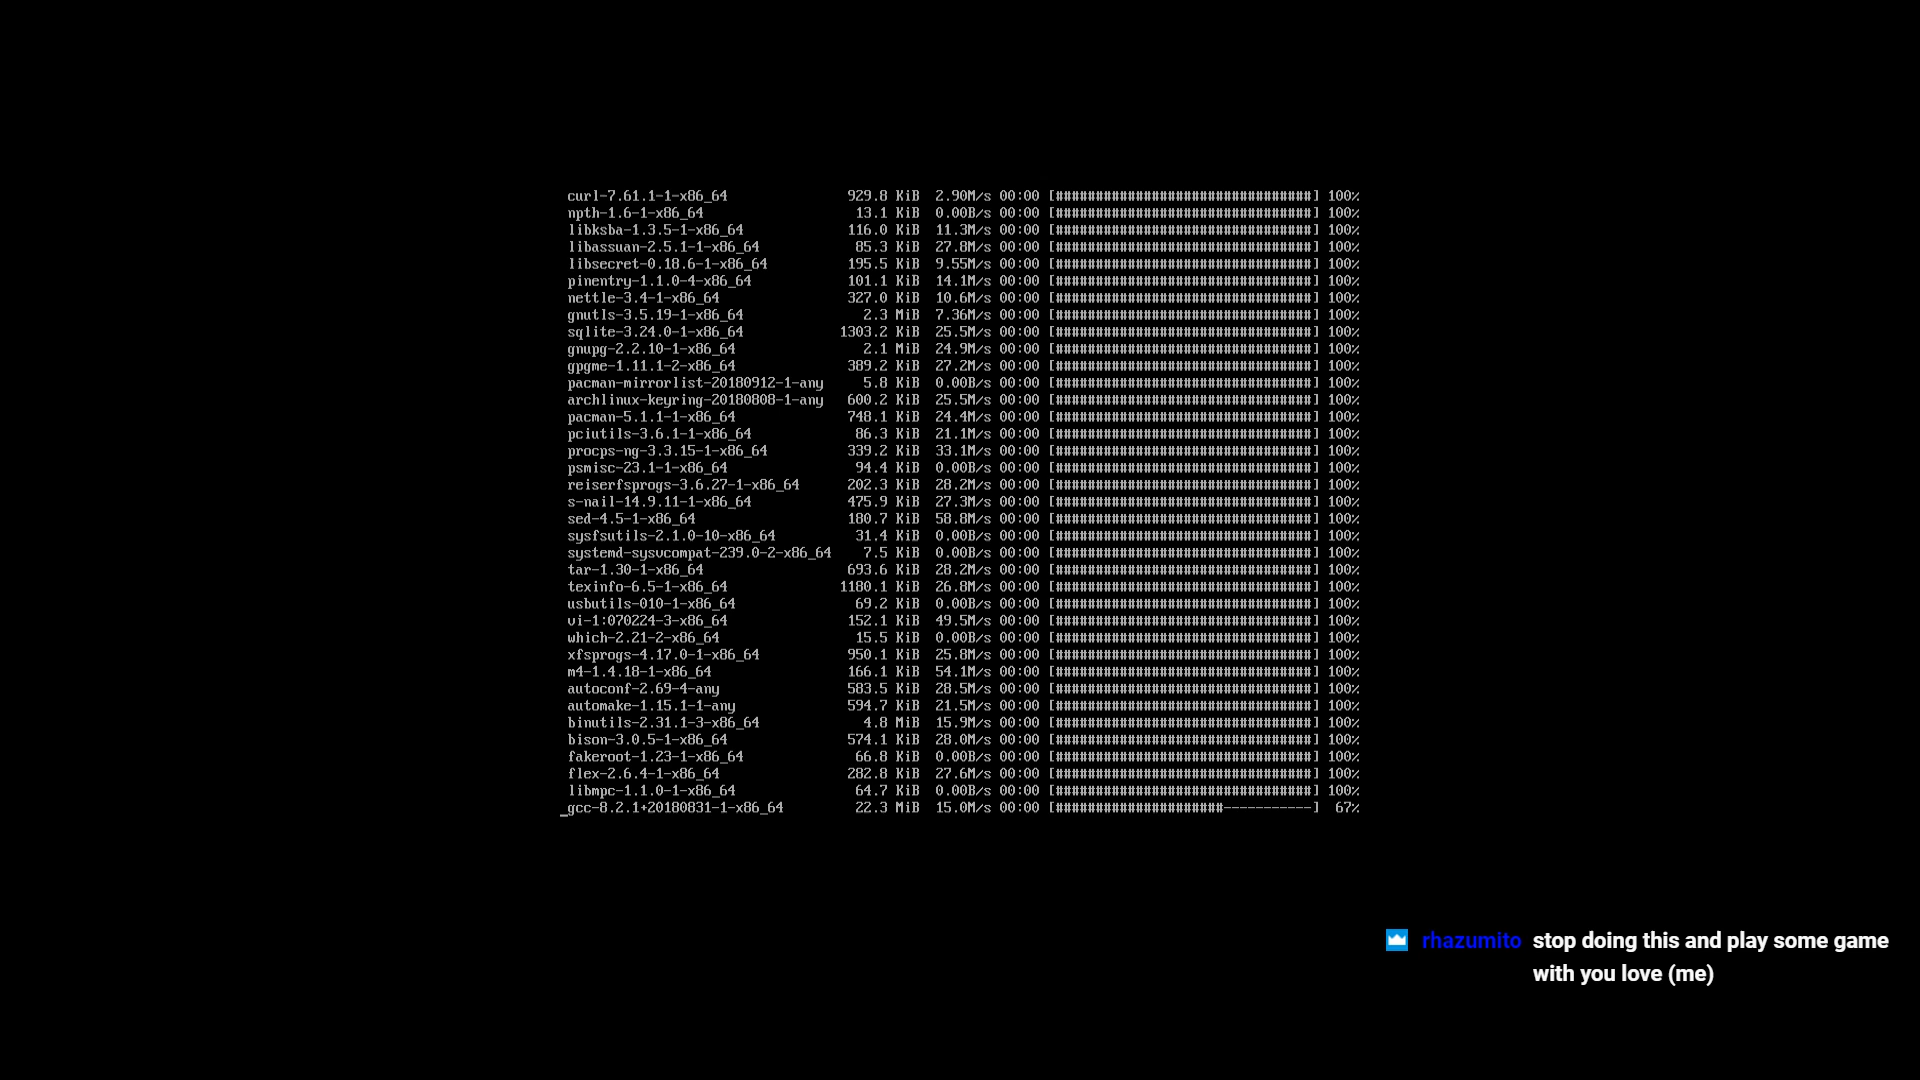 curl-7.61.1-1-x86_64 929.8 KiB 2.90M/s 00:00 [################################] 100%
npth-1.6-1-x86_64 13.1 KiB 0.00B/s 00:00 [################################] 100%
libksba-1.3.5-1-x86_64 116.0 KiB 11.3M/s 00:00 [################################] 100%
libassuan-2.5.1-1-x86_64 85.3 KiB 27.8M/s 00:00 [################################] 100%
libsecret-0.18.6-1-x86_64 195.5 KiB 9.55M/s 00:00 [################################] 100%
pinentry-1.1.0-4-x86_64 101.1 KiB 14.1M/s 00:00 [################################] 100%
nettle-3.4-1-x86_64 327.0 KiB 10.6M/s 00:00 [################################] 100%
gnutls-3.5.19-1-x86_64 2.3 MiB 7.36M/s 00:00 [################################] 100%
sqlite-3.24.0-1-x86_64 1303.2 KiB 25.5M/s 00:00 [################################] 100%
gnupg-2.2.10-1-x86_64 2.1 MiB 24.9M/s 00:00 [################################] 100%
gpgme-1.11.1-2-x86_64 389.2 KiB 27.2M/s 00:00 [################################] 100%
pacman-mirrorlist-20180912-1-any 5.8 KiB 0.00B/s 00:00 [################################] 100%
archlinux-keyring-20180808-1-any 600.2 KiB 25.5M/s 00:00 [################################] 100%
pacman-5.1.1-1-x86_64 748.1 KiB 24.4M/s 00:00 [################################] 100%
pciutils-3.6.1-1-x86_64 86.3 KiB 21.1M/s 00:00 [################################] 100%
procps-ng-3.3.15-1-x86_64 339.2 KiB 33.1M/s 00:00 [################################] 100%
psmisc-23.1-1-x86_64 94.4 KiB 0.00B/s 00:00 [################################] 100%
reiserfsprogs-3.6.27-1-x86_64 202.3 KiB 28.2M/s 00:00 [################################] 100%
s-nail-14.9.11-1-x86_64 475.9 KiB 27.3M/s 00:00 [################################] 100%
sed-4.5-1-x86_64 180.7 KiB 58.8M/s 00:00 [################################] 100%
sysfsutils-2.1.0-10-x86_64 31.4 KiB 0.00B/s 00:00 [################################] 100%
systemd-sysvcompat-239.0-2-x86_64 7.5 KiB 0.00B/s 00:00 [################################] 100%
tar-1.30-1-x86_64 693.6 KiB 28.2M/s 00:00 [################################] 100%
texinfo-6.5-1-x86_64 1180.1 KiB 26.8M/s 00:00 [################################] 100%
usbutils-010-1-x86_64 69.2 KiB 0.00B/s 00:00 [################################] 100%
vi-1:070224-3-x86_64 152.1 KiB 49.5M/s 00:00 [################################] 100%
which-2.21-2-x86_64 15.5 KiB 0.00B/s 00:00 [################################] 100%
xfsprogs-4.17.0-1-x86_64 950.1 KiB 25.8M/s 00:00 [################################] 100%
m4-1.4.18-1-x86_64 166.1 KiB 54.1M/s 00:00 [################################] 100%
autoconf-2.69-4-any 583.5 KiB 28.5M/s 00:00 [################################] 100%
automake-1.15.1-1-any 594.7 KiB 21.5M/s 00:00 [################################] 100%
binutils-2.31.1-3-x86_64 4.8 MiB 15.9M/s 00:00 [################################] 100%
bison-3.0.5-1-x86_64 574.1 KiB 28.0M/s 00:00 [################################] 100%
fakeroot-1.23-1-x86_64 66.8 KiB 0.00B/s 00:00 [################################] 100%
flex-2.6.4-1-x86_64 282.8 KiB 27.6M/s 00:00 [################################] 100%
libmpc-1.1.0-1-x86_64 64.7 KiB 0.00B/s 00:00 [################################] 100%
_gcc-8.2.1+20180831-1-x86_64 22.3 MiB 15.0M/s 00:00 [#####################-----------] 67%
rhazumito stop doing this and play some game
with you love (me)